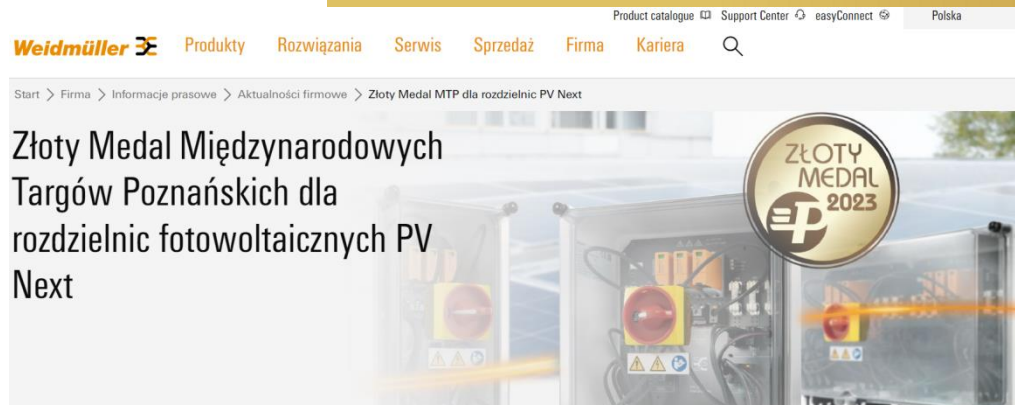 Product catalogue Support Center easyConnect Polska
Weidmüller Produkty Rozwiązania Serwis Sprzedaż Firma Kariera
Start > Firma > Informacje prasowe > Aktualności firmowe > Złoty Medal MTP dla rozdzielnic PV Next
Złoty Medal Międzynarodowych
Targów Poznańskich dla
rozdzielnic fotowoltaicznych PV
Next
ZŁOTY
MEDAL
2023